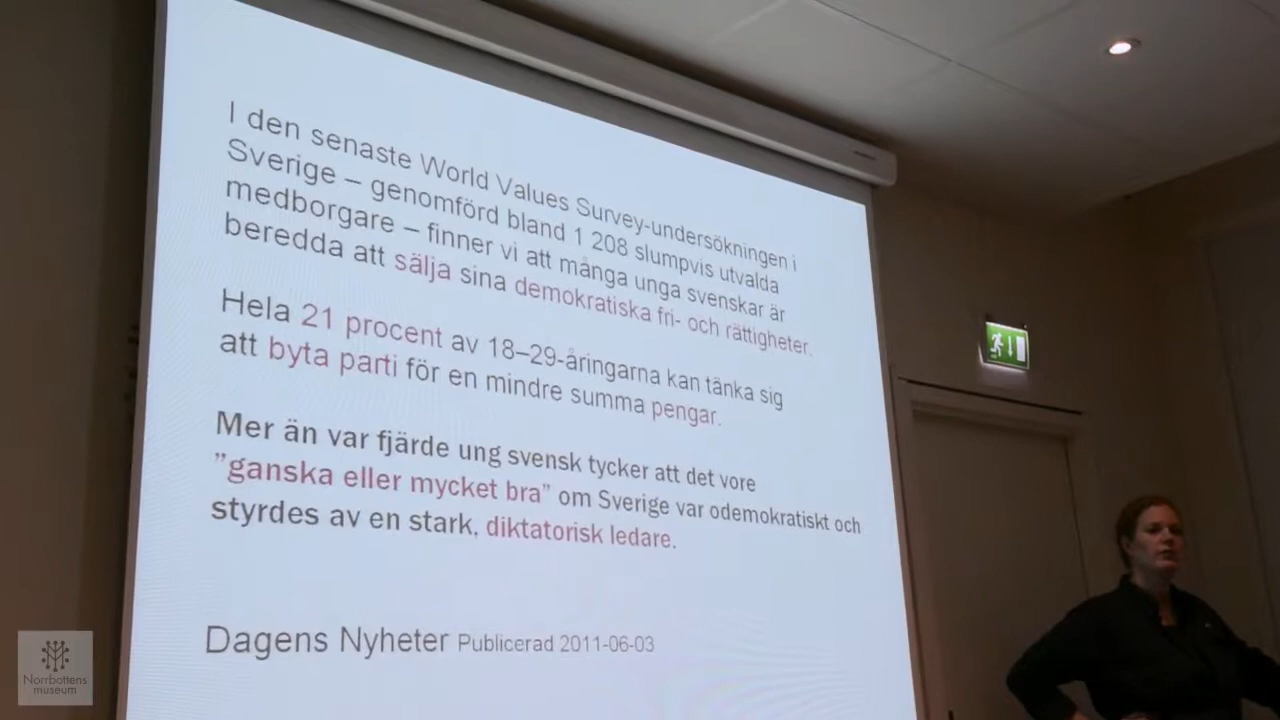 I den senaste World Values Survey-undersökningen i
Sverige – genomförd bland 1 208 slumpvis utvalda
medborgare – finner vi att många unga svenskar är
beredda att sälja sina demokratiska fri- och rättigheter.
Hela 21 procent av 18–29-åringarna kan tänka sig
att byta parti för en mindre summa pengar.
Mer än var fjärde ung svensk tycker att det vore
”ganska eller mycket bra” om Sverige var odemokratiskt och
styrdes av en stark, diktatorisk ledare.
Dagens Nyheter Publicerad 2011-06-03
Norrbottens
museum